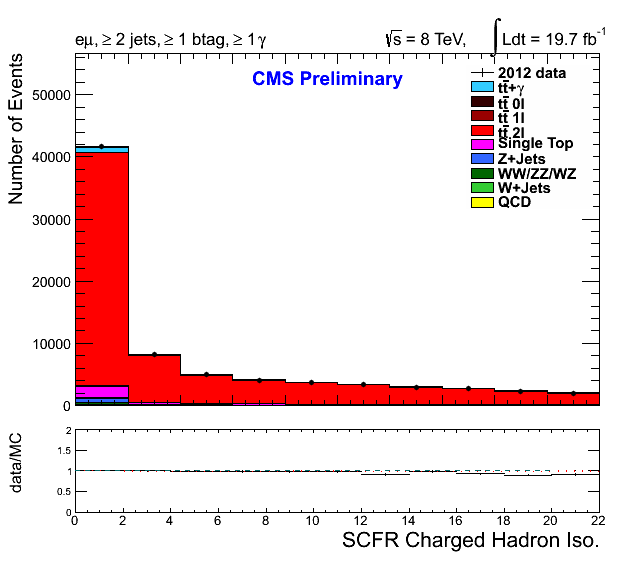 eμ, ≥ 2 jets, ≥ 1 btag, ≥ 1 γ
√s = 8 TeV, ∫ Ldt = 19.7 fb⁻¹
CMS Preliminary
2012 data
tt̅+γ
tt̅ 0l
tt̅ 1l
tt̅ 2l
Single Top
Z+Jets
WW/ZZ/WZ
W+Jets
QCD
Number of Events
50000
40000
30000
20000
10000
0
data/MC
2
1.5
1
0.5
0
0 2 4 6 8 10 12 14 16 18 20 22
SCFR Charged Hadron Iso.